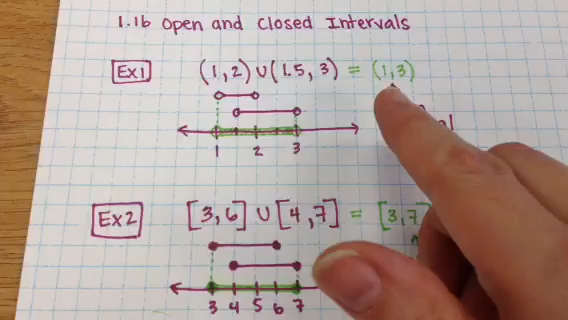 1.16 Open and Closed Intervals
Ex1 (1,2) ∪ (1.5, 3) = (1,3)
1 2 3
Ex2 [3,6] ∪ [4,7] = [3,7]
3 4 5 6 7